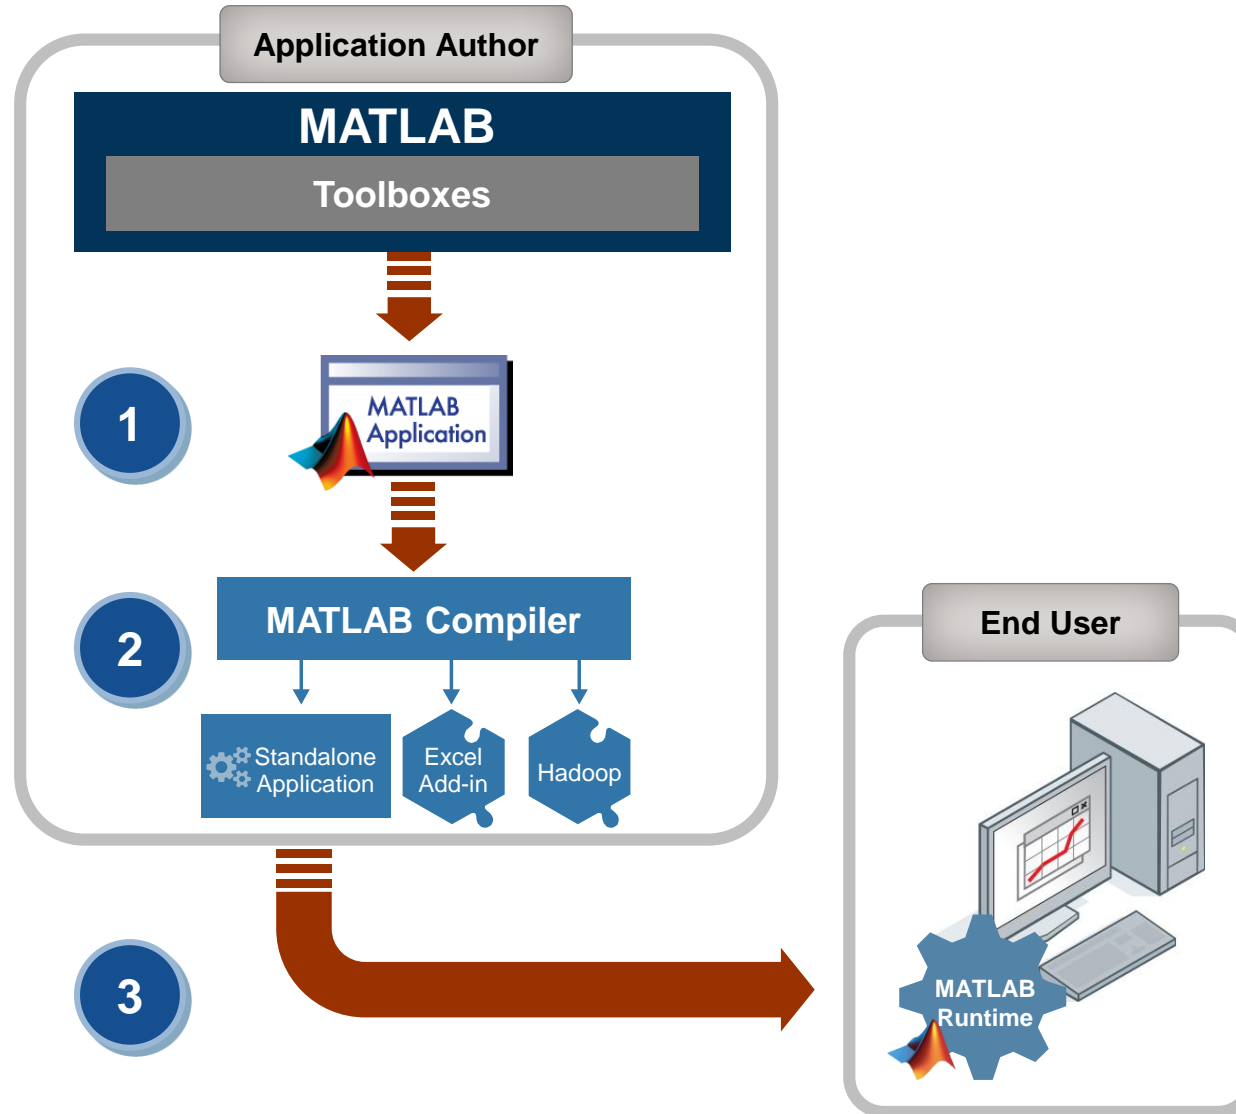 Application Author
MATLAB
Toolboxes
1
MATLAB
Application
2
MATLAB Compiler
Standalone
Application
Excel
Add-in
Hadoop
End User
3
MATLAB
Runtime